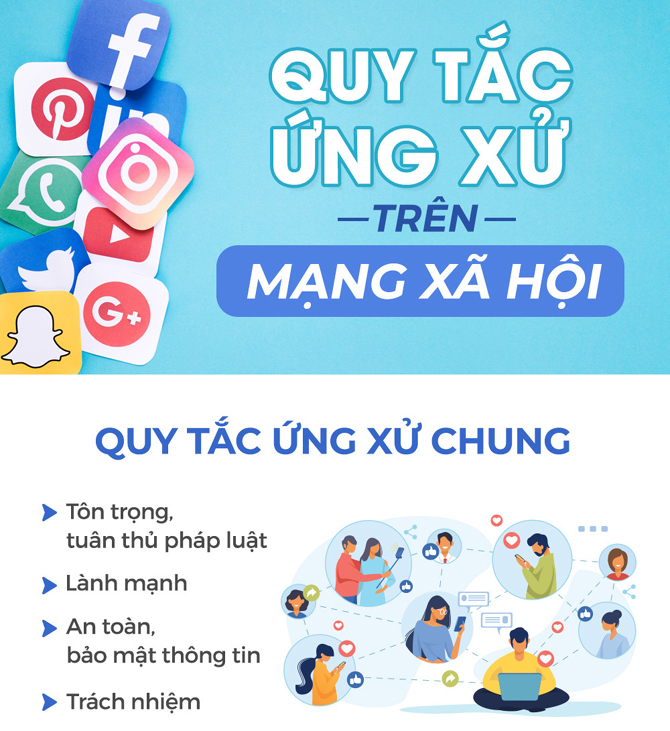 QUY TẮC
ỨNG XỬ
TRÊN
MẠNG XÃ HỘI
G+
QUY TẮC ỨNG XỬ CHUNG
Tôn trọng,
tuân thủ pháp luật
Lành mạnh
An toàn,
bảo mật thông tin
Trách nhiệm